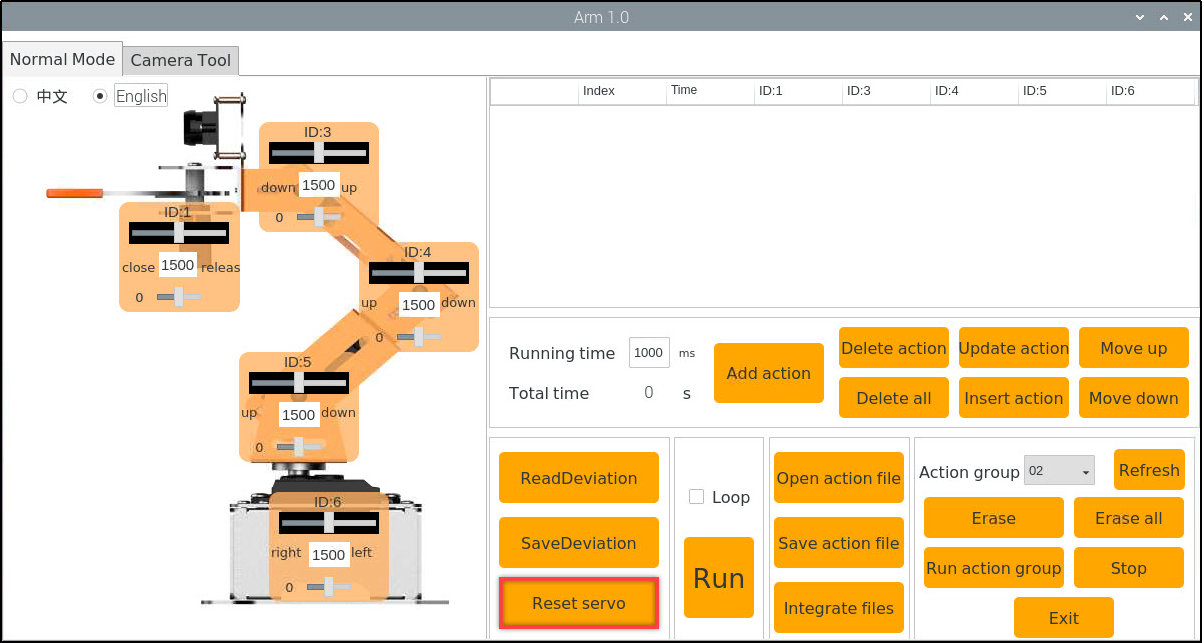 Arm 1.0
Normal Mode
Camera Tool
中文
English
ID:3
down 1500 up
0
ID:1
close 1500 releas
0
ID:4
up 1500 down
0
ID:5
up 1500 down
0
ID:6
right 1500 left
0
Index Time ID:1 ID:3 ID:4 ID:5 ID:6
Running time 1000 ms
Total time 0 s
Add action
Delete action Update action Move up
Delete all Insert action Move down
ReadDeviation
SaveDeviation
Reset servo
Loop
Run
Open action file
Save action file
Integrate files
Action group 02 Refresh
Erase Erase all
Run action group Stop
Exit